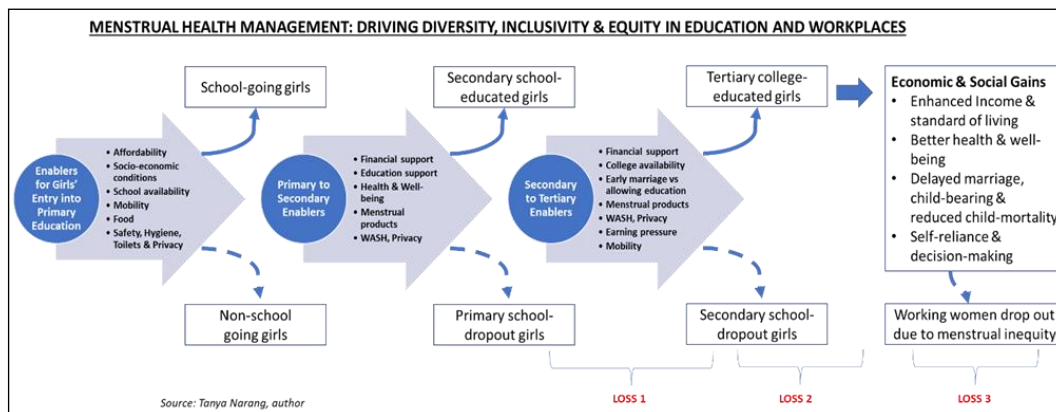 MENSTRUAL HEALTH MANAGEMENT: DRIVING DIVERSITY, INCLUSIVITY & EQUITY IN EDUCATION AND WORKPLACES
School-going girls
Enablers
for Girls'
Entry into
Primary
Education
• Affordability
• Socio-economic
conditions
• School availability
• Mobility
• Food
• Safety, Hygiene,
Toilets & Privacy
Non-school
going girls
Secondary school-
educated girls
Primary to
Secondary
Enablers
• Financial support
• Education support
• Health & Well-
being
• Menstrual
products
• WASH, Privacy
Primary school-
dropout girls
Tertiary college-
educated girls
Secondary
to Tertiary
Enablers
• Financial support
• College availability
• Early marriage vs
allowing education
• Menstrual products
• WASH, Privacy
• Earning pressure
• Mobility
Secondary school-
dropout girls
Economic & Social Gains
• Enhanced Income &
standard of living
• Better health & well-
being
• Delayed marriage,
child-bearing &
reduced child-mortality
• Self-reliance &
decision-making
Working women drop out
due to menstrual inequity
LOSS 1
LOSS 2
LOSS 3
Source: Tanya Narang, author